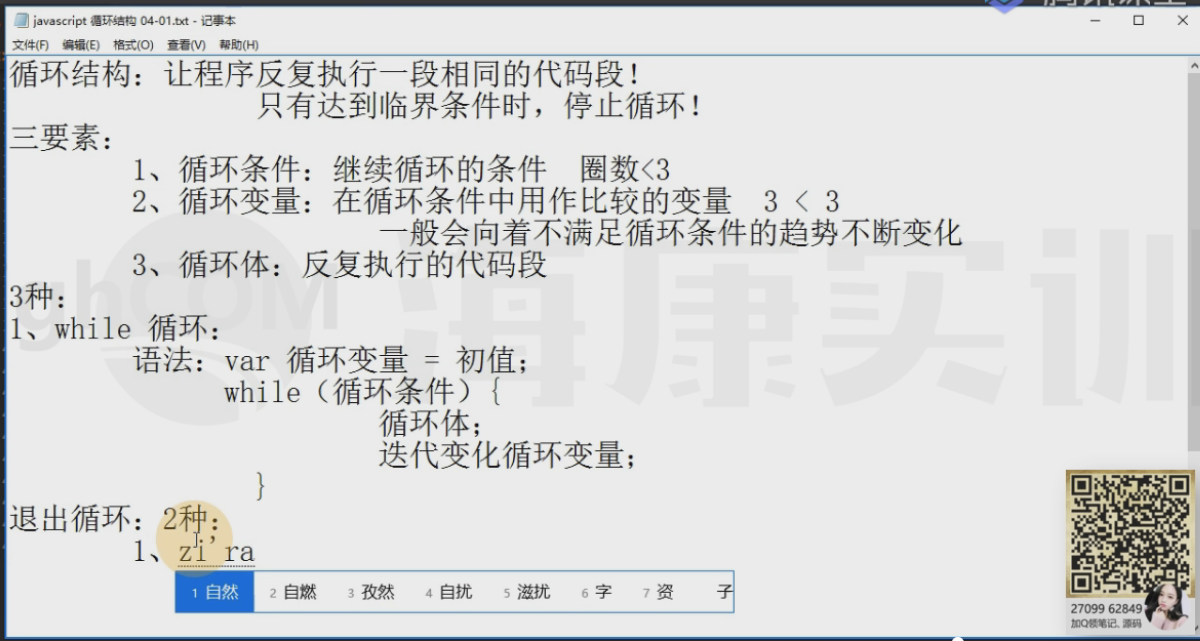 javascript 循环结构 04-01.txt - 记事本
文件(F) 编辑(E) 格式(O) 查看(V) 帮助(H)
循环结构：让程序反复执行一段相同的代码段！
只有达到临界条件时，停止循环！
三要素：
1、循环条件：继续循环的条件 圈数<3
2、循环变量：在循环条件中用作比较的变量 3 < 3
一般会向着不满足循环条件的趋势不断变化
3、循环体：反复执行的代码段
3种：
1、while 循环：
语法：var 循环变量 = 初值；
while（循环条件）{
循环体；
迭代变化循环变量；
}
退出循环：2种：
1、zi'ra
1 自然 2 自燃 3 孜然 4 自扰 5 滋扰 6 字 7 资 子
海康实训
27099 62849
加Q领笔记、源码